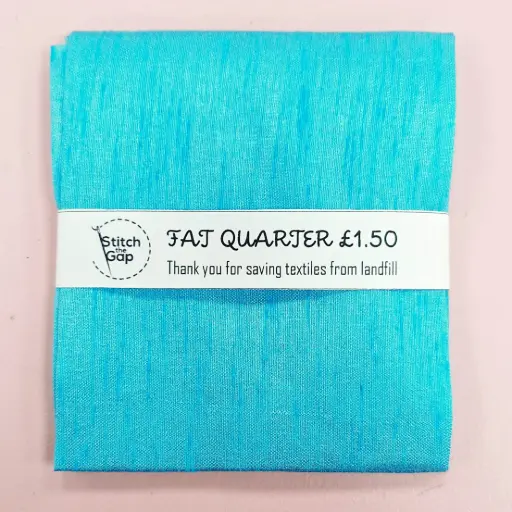 Stitch
the
Gap
FAT QUARTER £1.50
Thank you for saving textiles from landfill